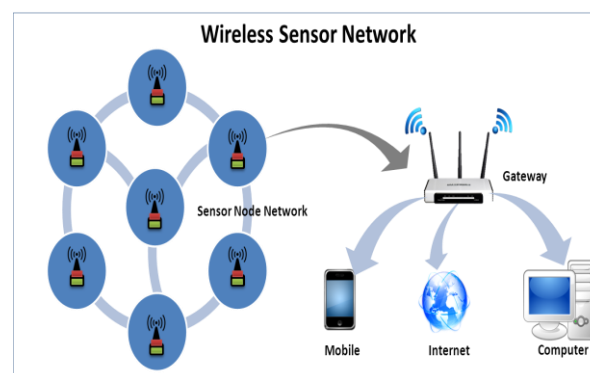 Wireless Sensor Network
Gateway
Sensor Node Network
Mobile
Internet
Computer